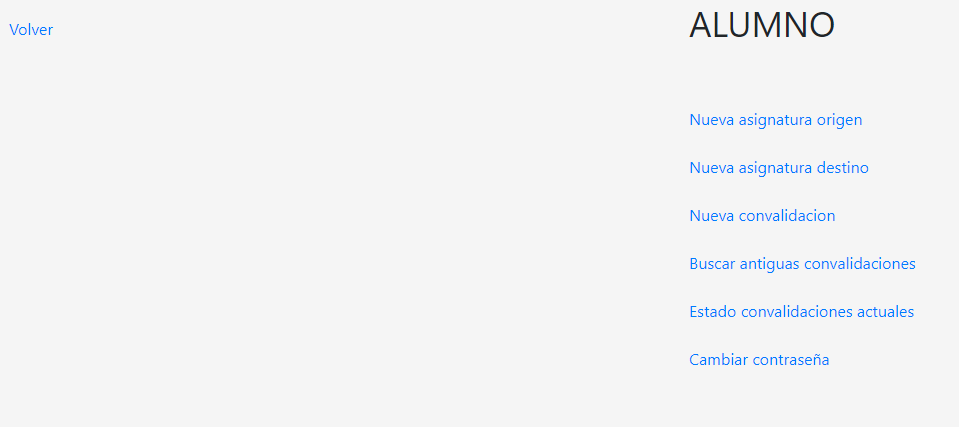 Volver
ALUMNO
Nueva asignatura origen
Nueva asignatura destino
Nueva convalidacion
Buscar antiguas convalidaciones
Estado convalidaciones actuales
Cambiar contraseña